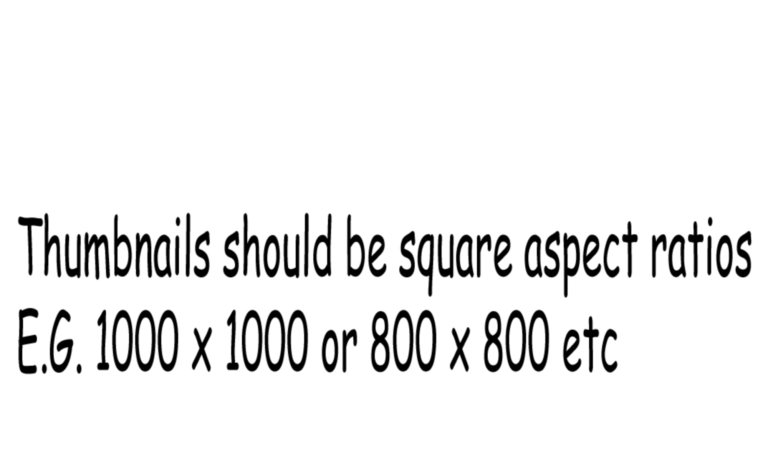 Thumbnails should be square aspect ratios
E.G. 1000 x 1000 or 800 x 800 etc